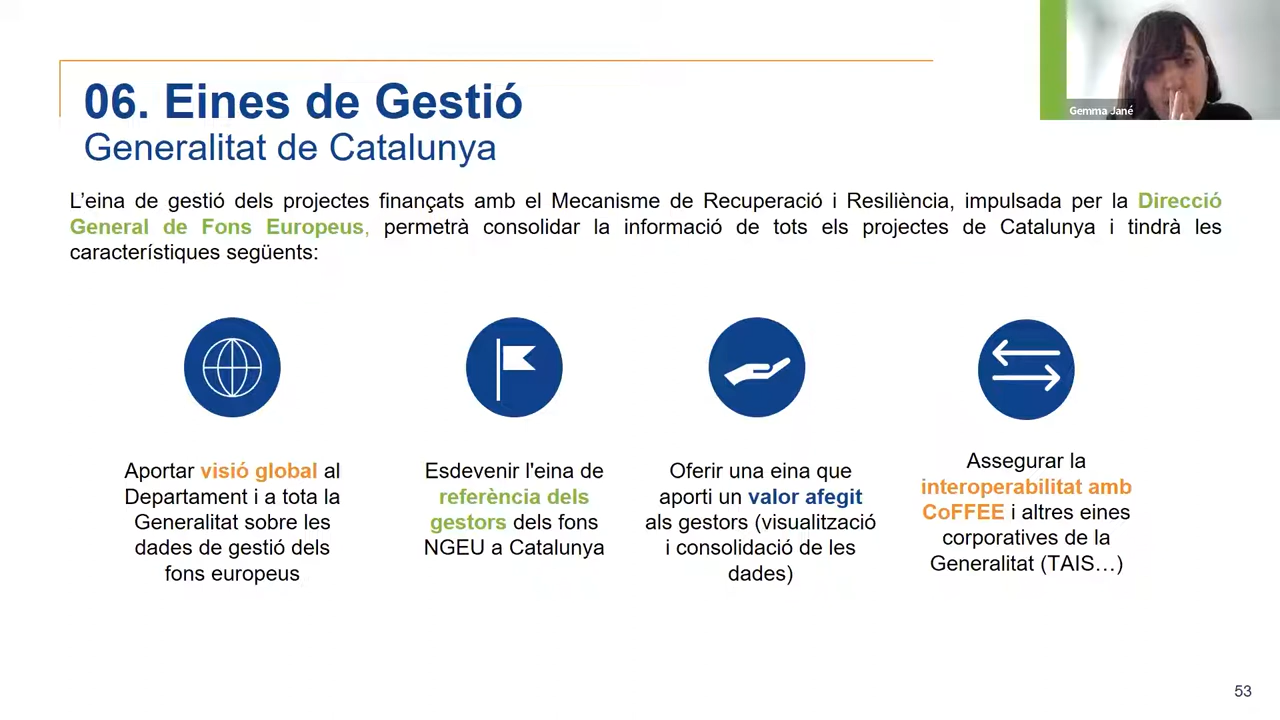 06. Eines de Gestió
Generalitat de Catalunya
Gemma Jané
L'eina de gestió dels projectes finançats amb el Mecanisme de Recuperació i Resiliència, impulsada per la Direcció
General de Fons Europeus, permetrà consolidar la informació de tots els projectes de Catalunya i tindrà les
característiques següents:
Aportar visió global al
Departament i a tota la
Generalitat sobre les
dades de gestió dels
fons europeus
Esdevenir l'eina de
referència dels
gestors dels fons
NGEU a Catalunya
Oferir una eina que
aporti un valor afegit
als gestors (visualització
i consolidació de les
dades)
Assegurar la
interoperabilitat amb
CoFFEE i altres eines
corporatives de la
Generalitat (TAIS…)
53